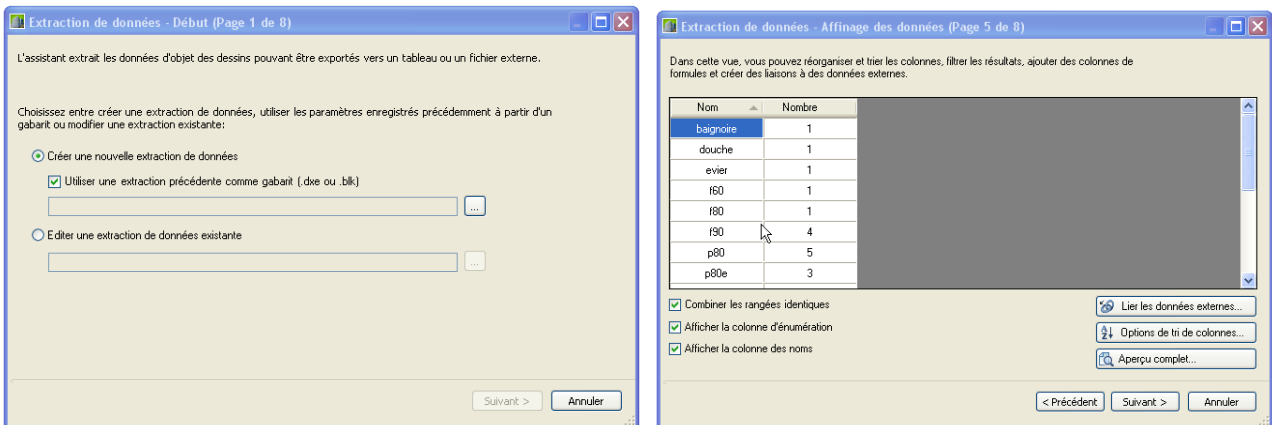 Extraction de données - Début (Page 1 de 8)
L'assistant extrait les données d'objet des dessins pouvant être exportés vers un tableau ou un fichier externe.
Choisissez entre créer une extraction de données, utiliser les paramètres enregistrés précédemment à partir d'un
gabarit ou modifier une extraction existante:
Créer une nouvelle extraction de données
Utiliser une extraction précédente comme gabarit (.dxe ou .blk)
...
Editer une extraction de données existante
...
Suivant >
Annuler
Extraction de données - Affinage des données (Page 5 de 8)
Dans cette vue, vous pouvez réorganiser et trier les colonnes, filtrer les résultats, ajouter des colonnes de
formules et créer des liaisons à des données externes.
Nom Nombre
baignoire 1
douche 1
evier 1
f60 1
f80 1
f90 4
p80 5
p80e 3
Combiner les rangées identiques
Afficher la colonne d'énumération
Afficher la colonne des noms
Lier les données externes...
Options de tri de colonnes...
Aperçu complet...
< Précédent
Suivant >
Annuler